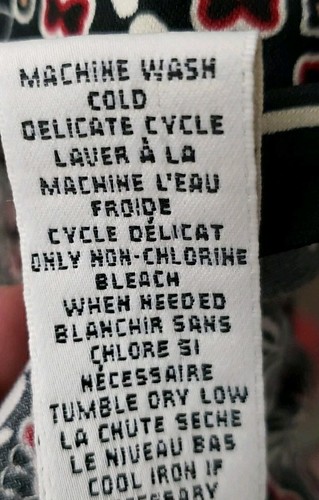 MACHINE WASH
COLD
DELICATE CYCLE
LAVER À LA
MACHINE L'EAU
FROIDE
CYCLE DÉLICAT
ONLY NON-CHLORINE
BLEACH
WHEN NEEDED
BLANCHIR SANS
CHLORE SI
NÉCESSAIRE
TUMBLE DRY LOW
LA CHUTE SECHE
LE NIVEAU BAS
COOL IRON IF